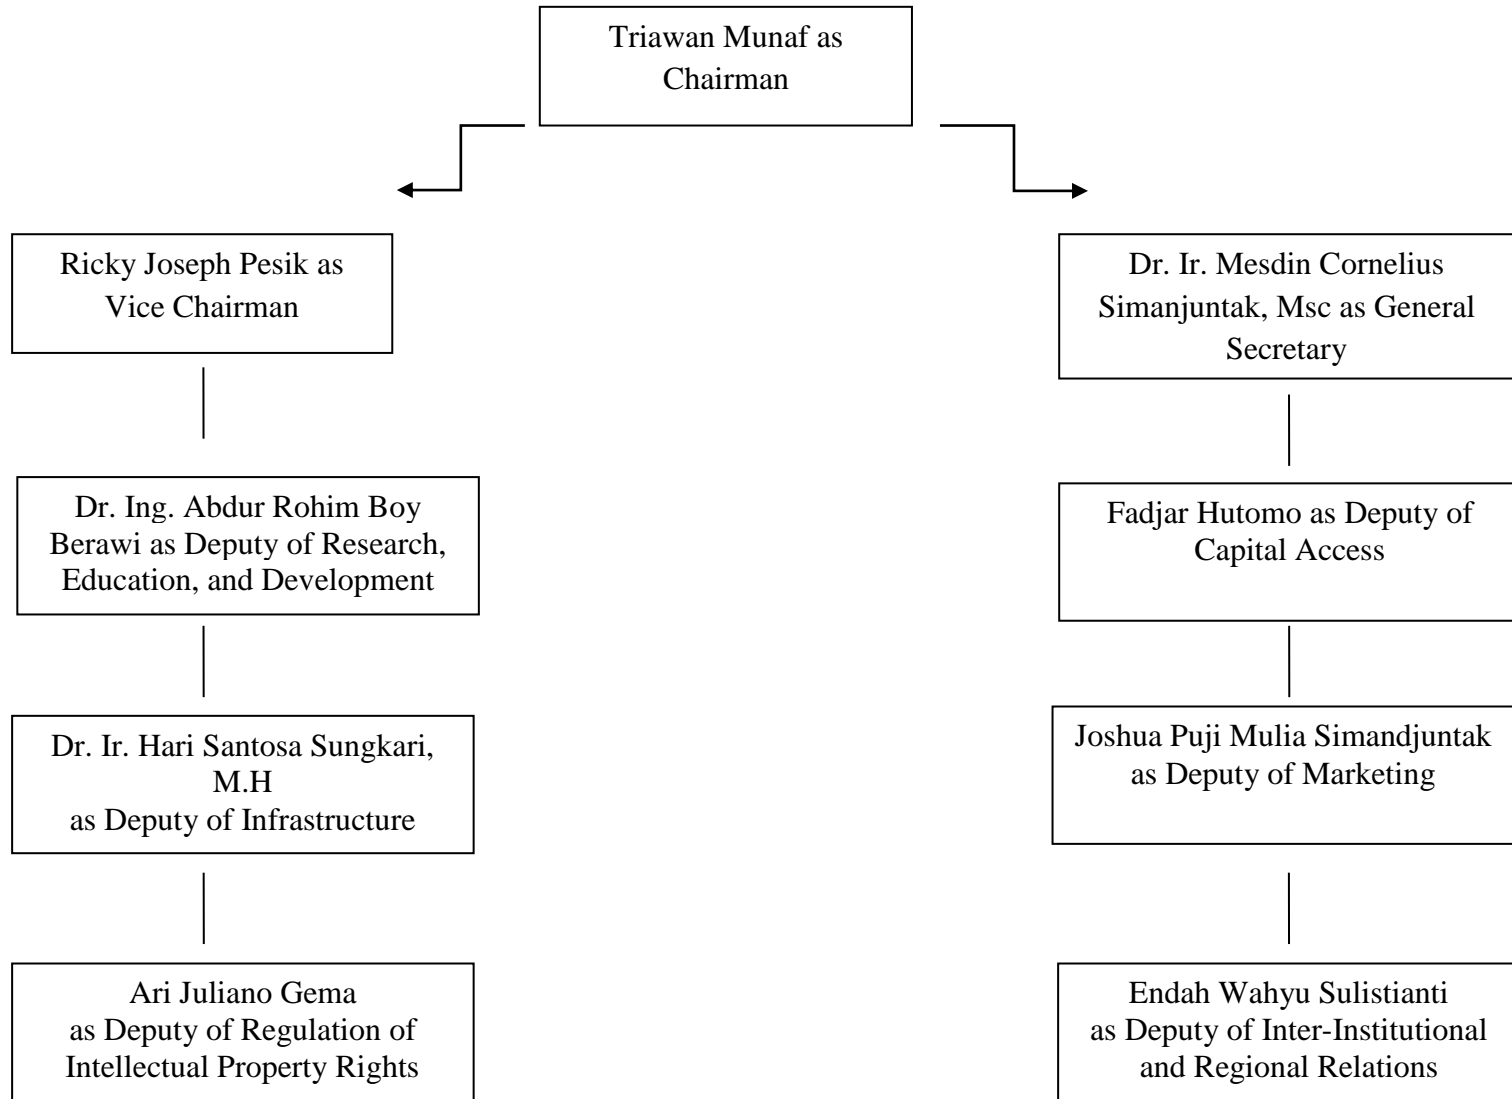 Triawan Munaf as
Chairman
Ricky Joseph Pesik as
Vice Chairman
Dr. Ir. Mesdin Cornelius
Simanjuntak, Msc as General
Secretary
Dr. Ing. Abdur Rohim Boy
Berawi as Deputy of Research,
Education, and Development
Fadjar Hutomo as Deputy of
Capital Access
Dr. Ir. Hari Santosa Sungkari,
M.H
as Deputy of Infrastructure
Joshua Puji Mulia Simandjuntak
as Deputy of Marketing
Ari Juliano Gema
as Deputy of Regulation of
Intellectual Property Rights
Endah Wahyu Sulistianti
as Deputy of Inter-Institutional
and Regional Relations